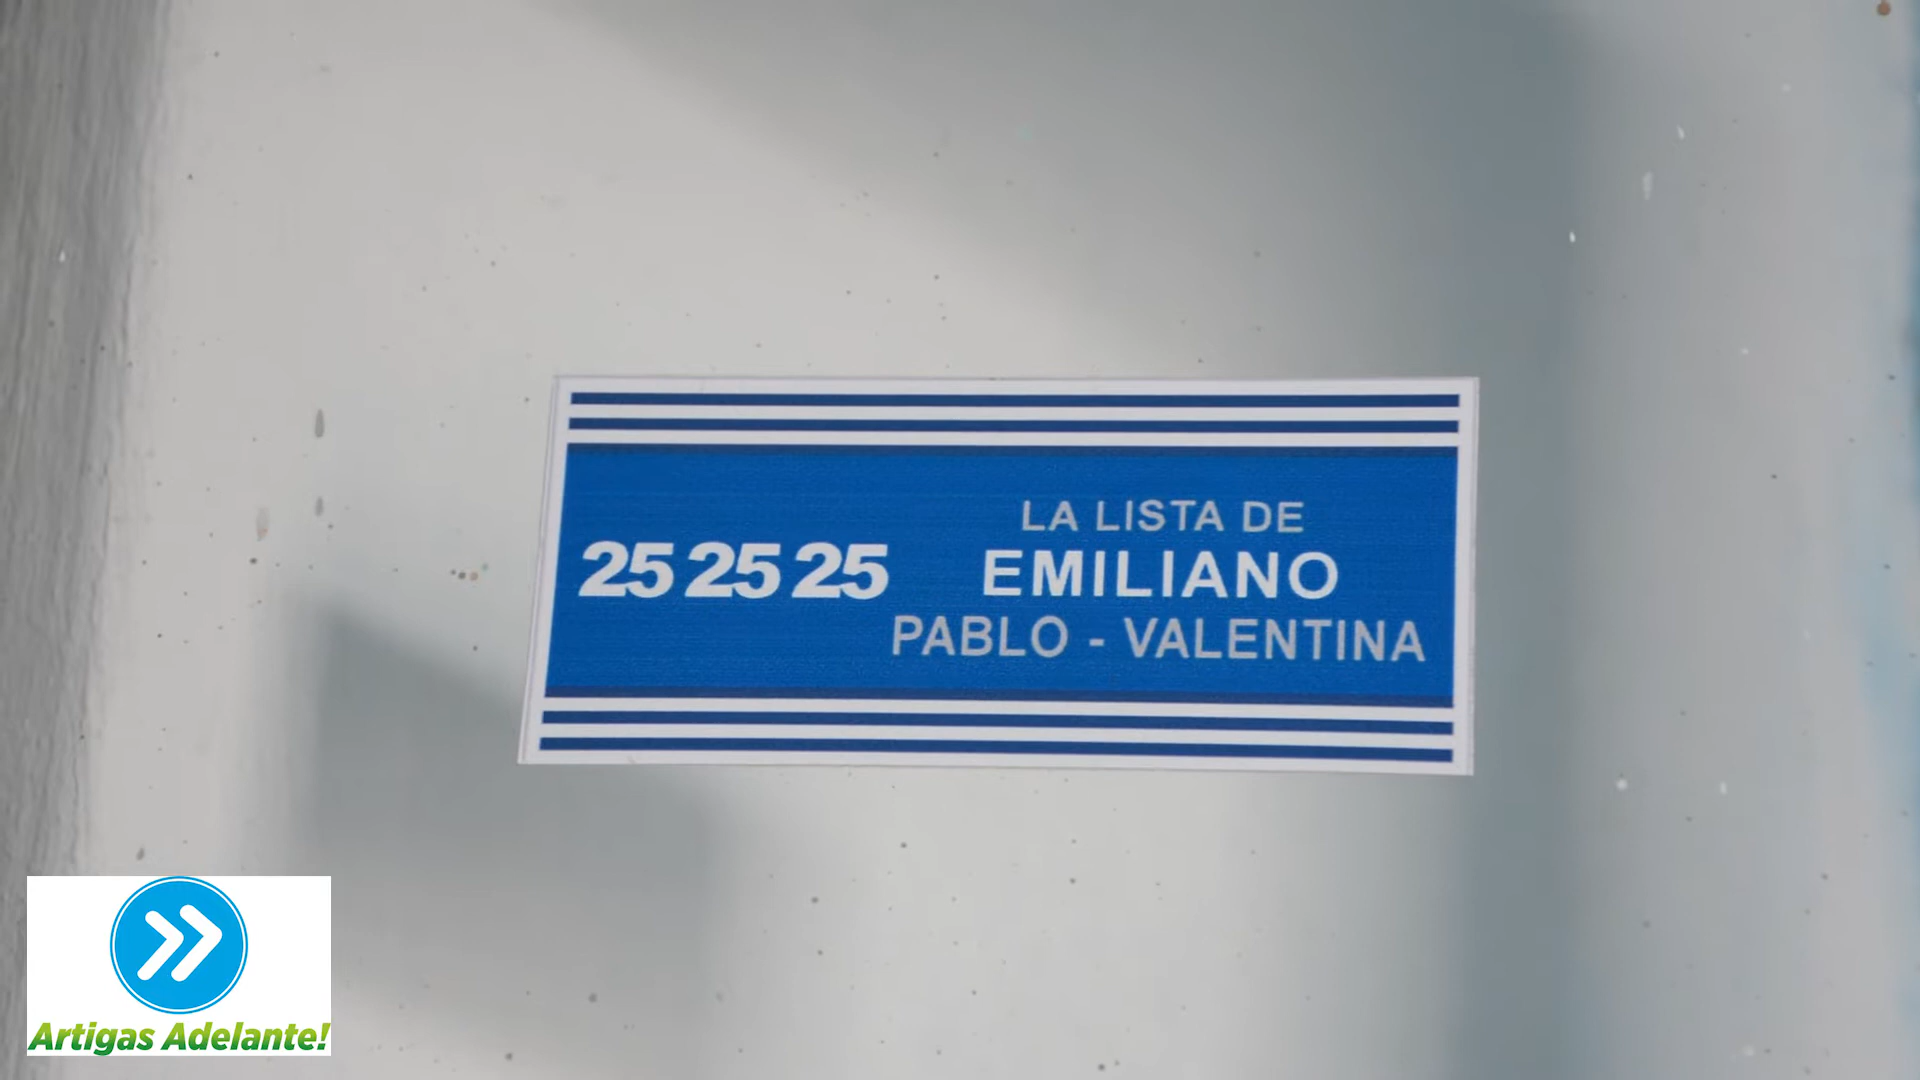 LA LISTA DE
25 25 25 EMILIANO
PABLO - VALENTINA
Artigas Adelante!